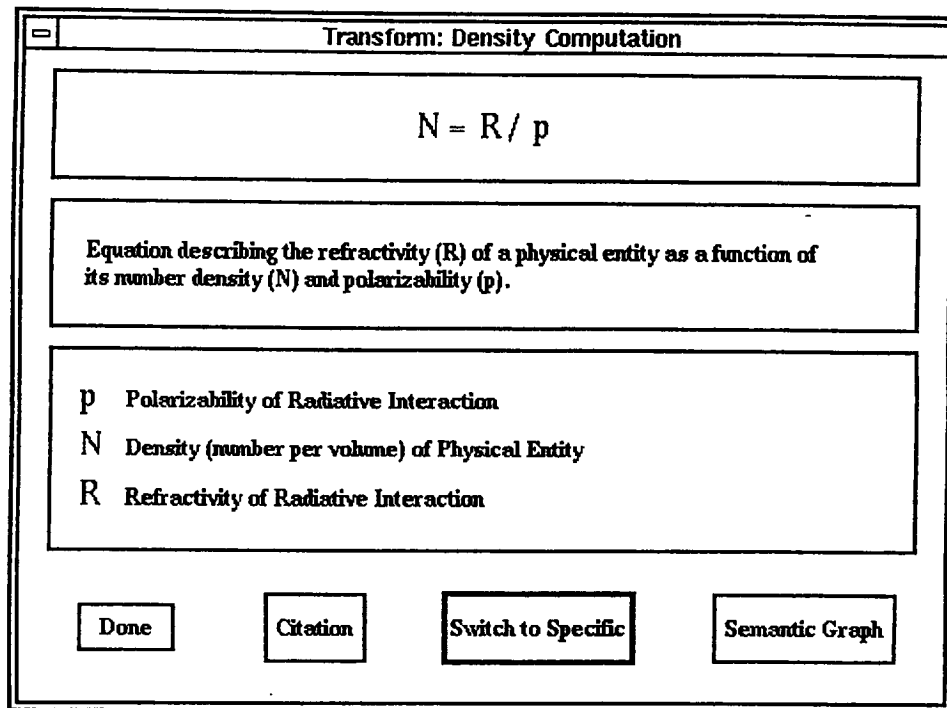 Transform: Density Computation
N = R / p
Equation describing the refractivity (R) of a physical entity as a function of
its number density (N) and polarizability (p).
p Polarizability of Radiative Interaction
N Density (number per volume) of Physical Entity
R Refractivity of Radiative Interaction
Done Citation Switch to Specific Semantic Graph